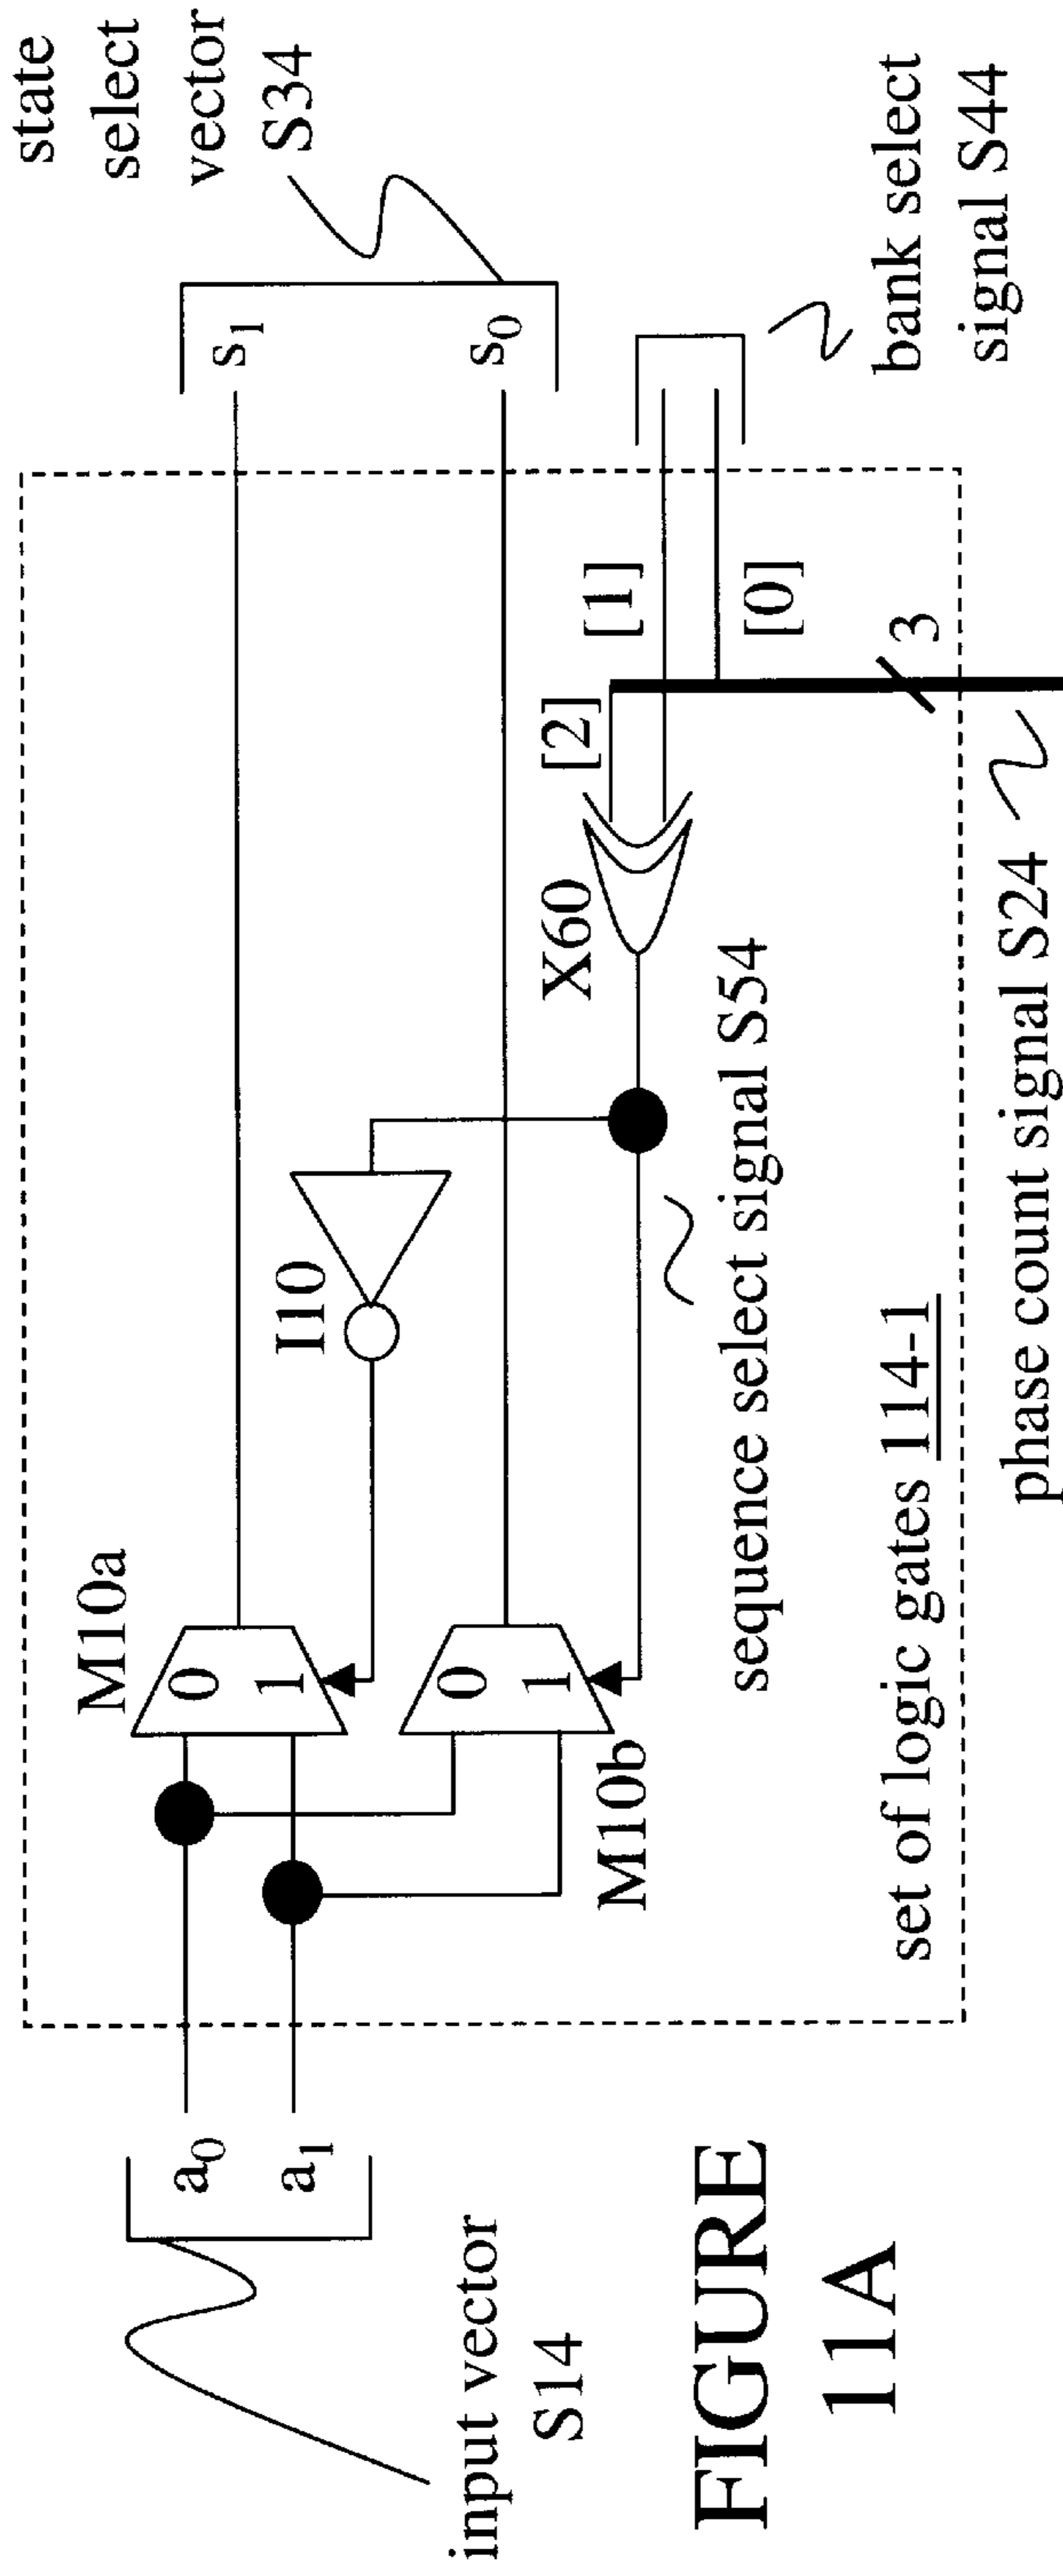 state
select
vector
S34
s1
s0
bank select
signal S44
[1]
[0]
[2]
3
X60
I10
sequence select signal S54
phase count signal S24
M10a
0
1
0
1
M10b
set of logic gates 114-1
a0
a1
input vector
S14
FIGURE
11A